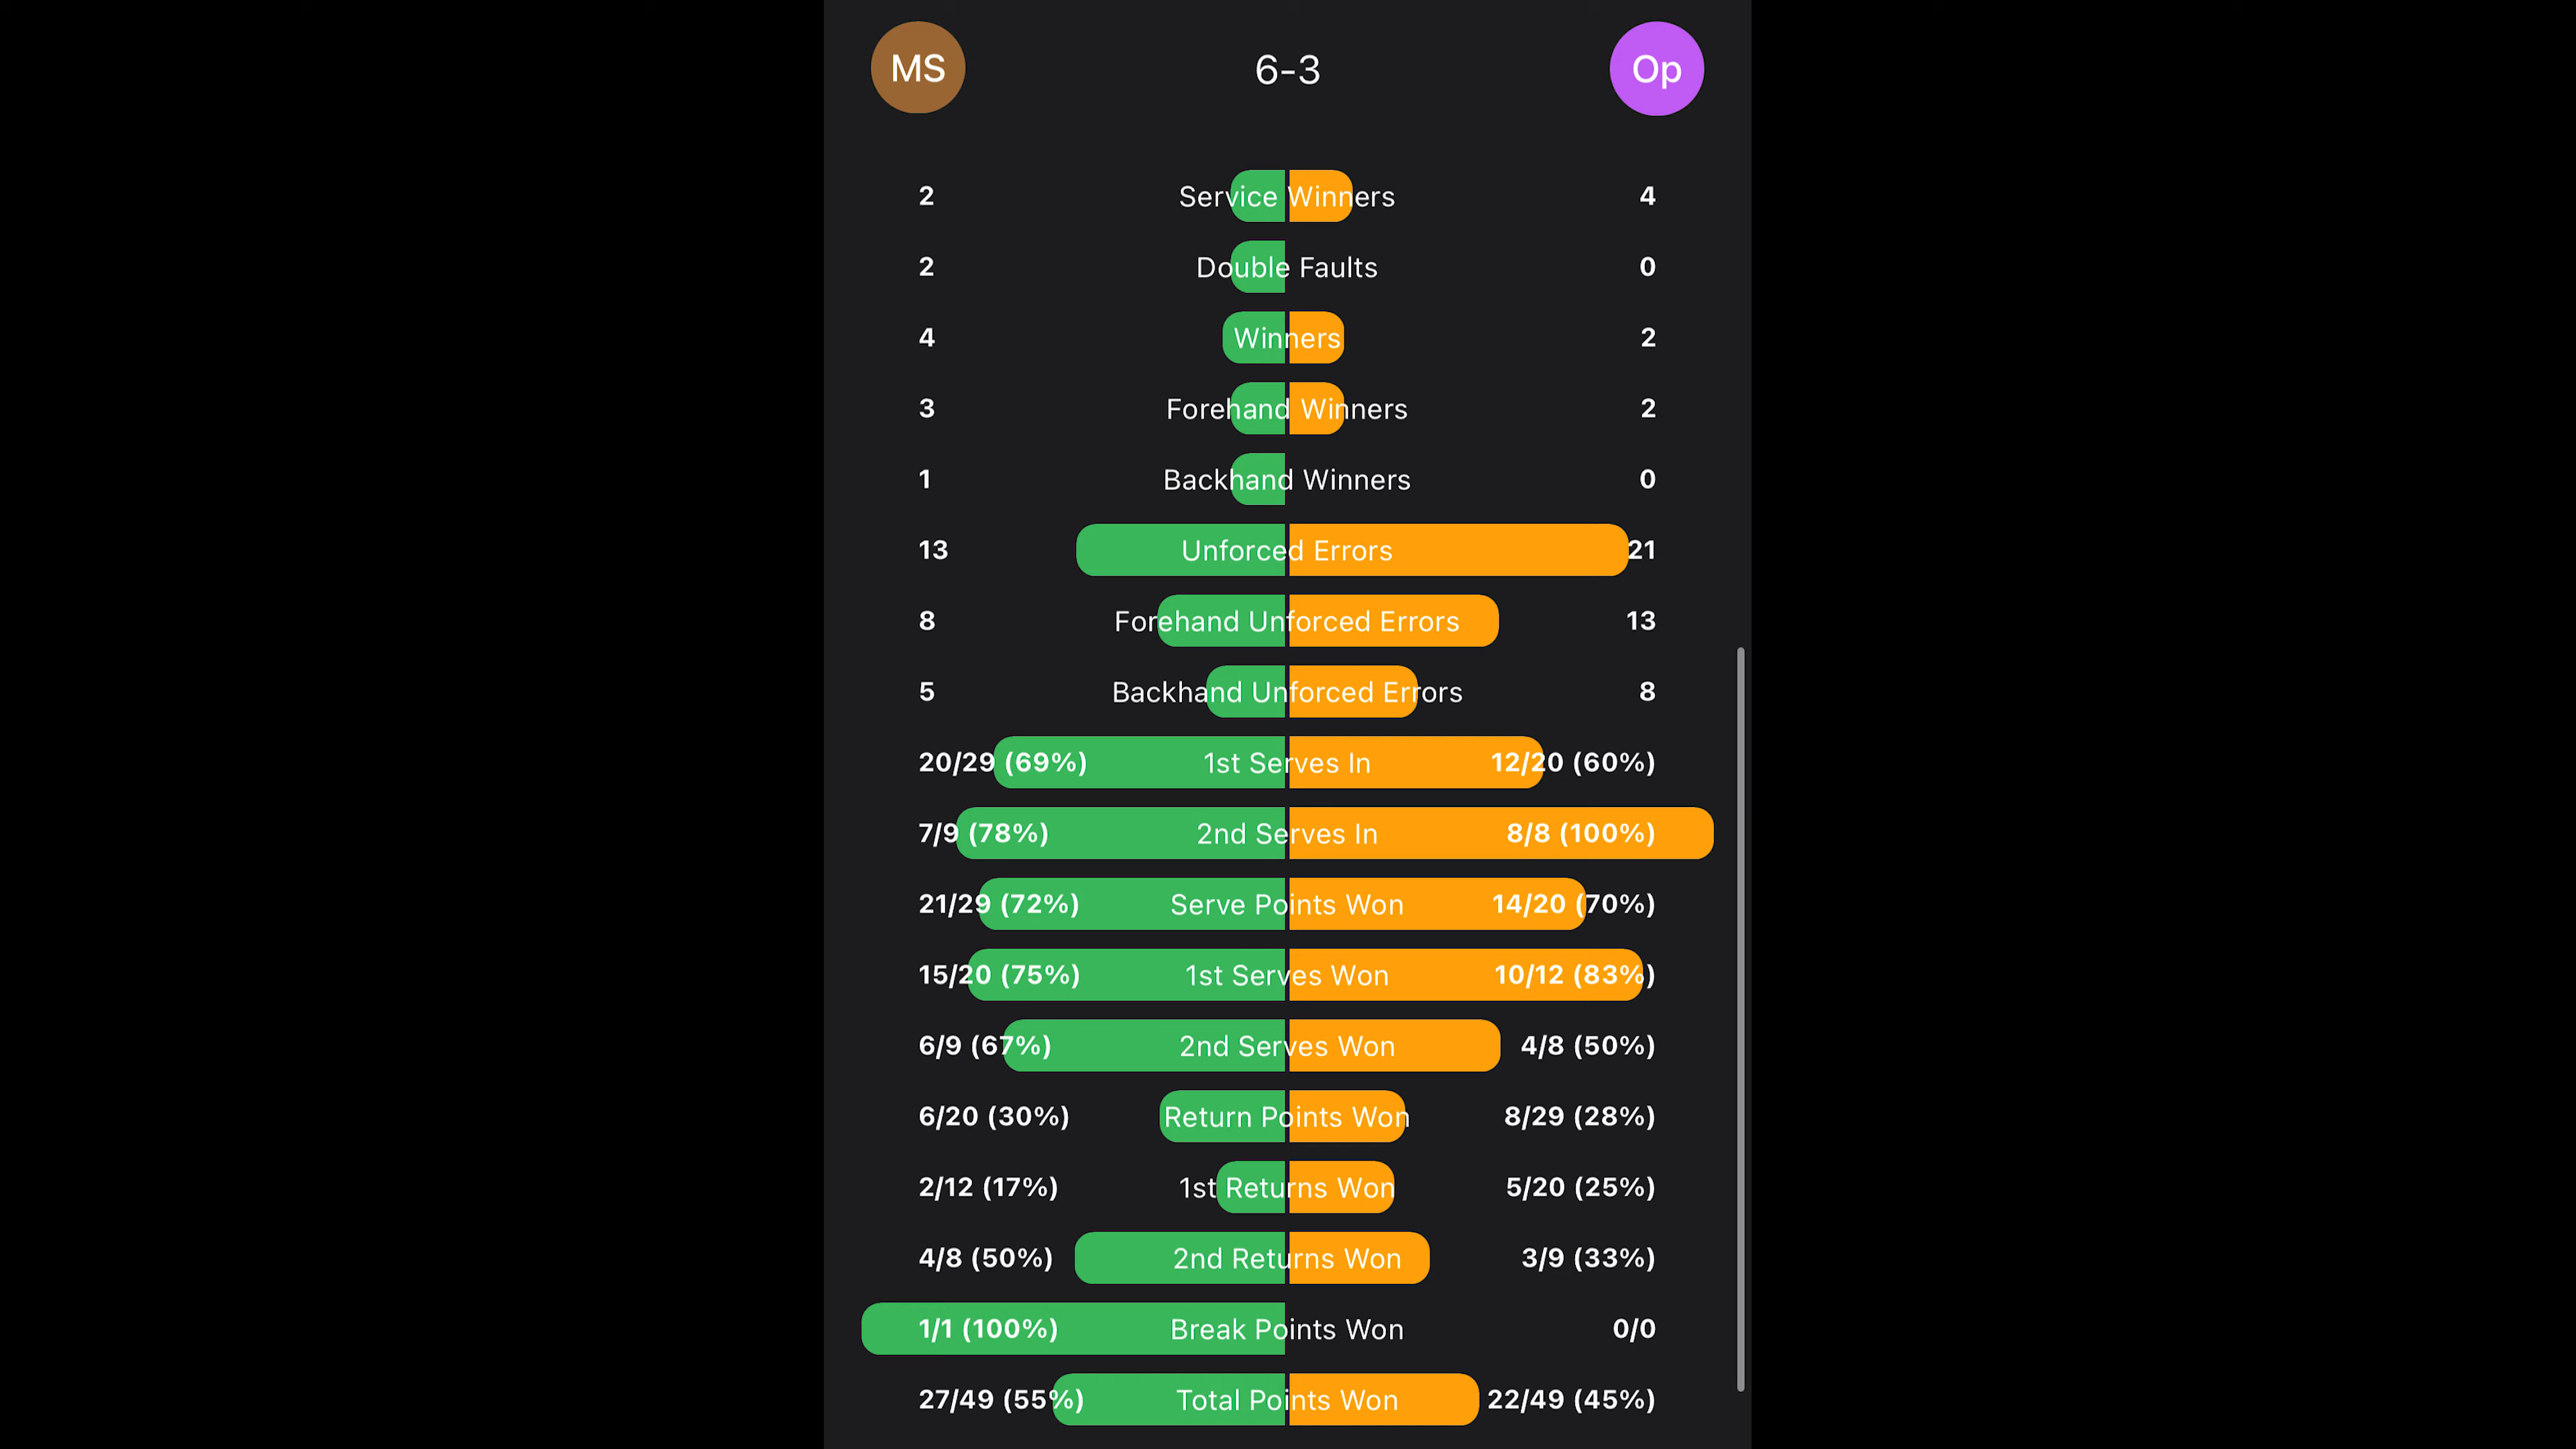 MS 6-3 Op
2 Service Winners 4
2 Double Faults 0
4 Winners 2
3 Forehand Winners 2
1 Backhand Winners 0
13 Unforced Errors 21
8 Forehand Unforced Errors 13
5 Backhand Unforced Errors 8
20/29 (69%) 1st Serves In 12/20 (60%)
7/9 (78%) 2nd Serves In 8/8 (100%)
21/29 (72%) Serve Points Won 14/20 (70%)
15/20 (75%) 1st Serves Won 10/12 (83%)
6/9 (67%) 2nd Serves Won 4/8 (50%)
6/20 (30%) Return Points Won 8/29 (28%)
2/12 (17%) 1st Returns Won 5/20 (25%)
4/8 (50%) 2nd Returns Won 3/9 (33%)
1/1 (100%) Break Points Won 0/0
27/49 (55%) Total Points Won 22/49 (45%)